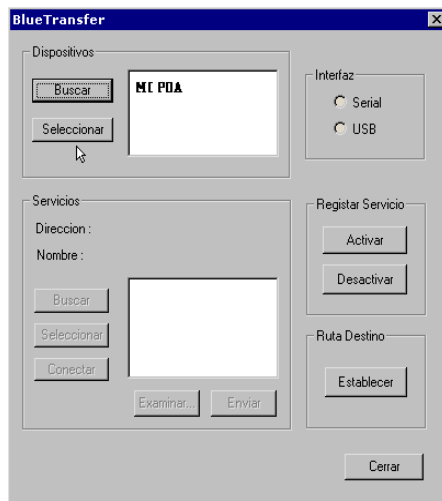 BlueTransfer
Dispositivos
Buscar
MI PDA
Seleccionar
Interfaz
Serial
USB
Servicios
Direccion :
Nombre :
Buscar
Seleccionar
Conectar
Examinar...
Enviar
Registar Servicio
Activar
Desactivar
Ruta Destino
Establecer
Cerrar